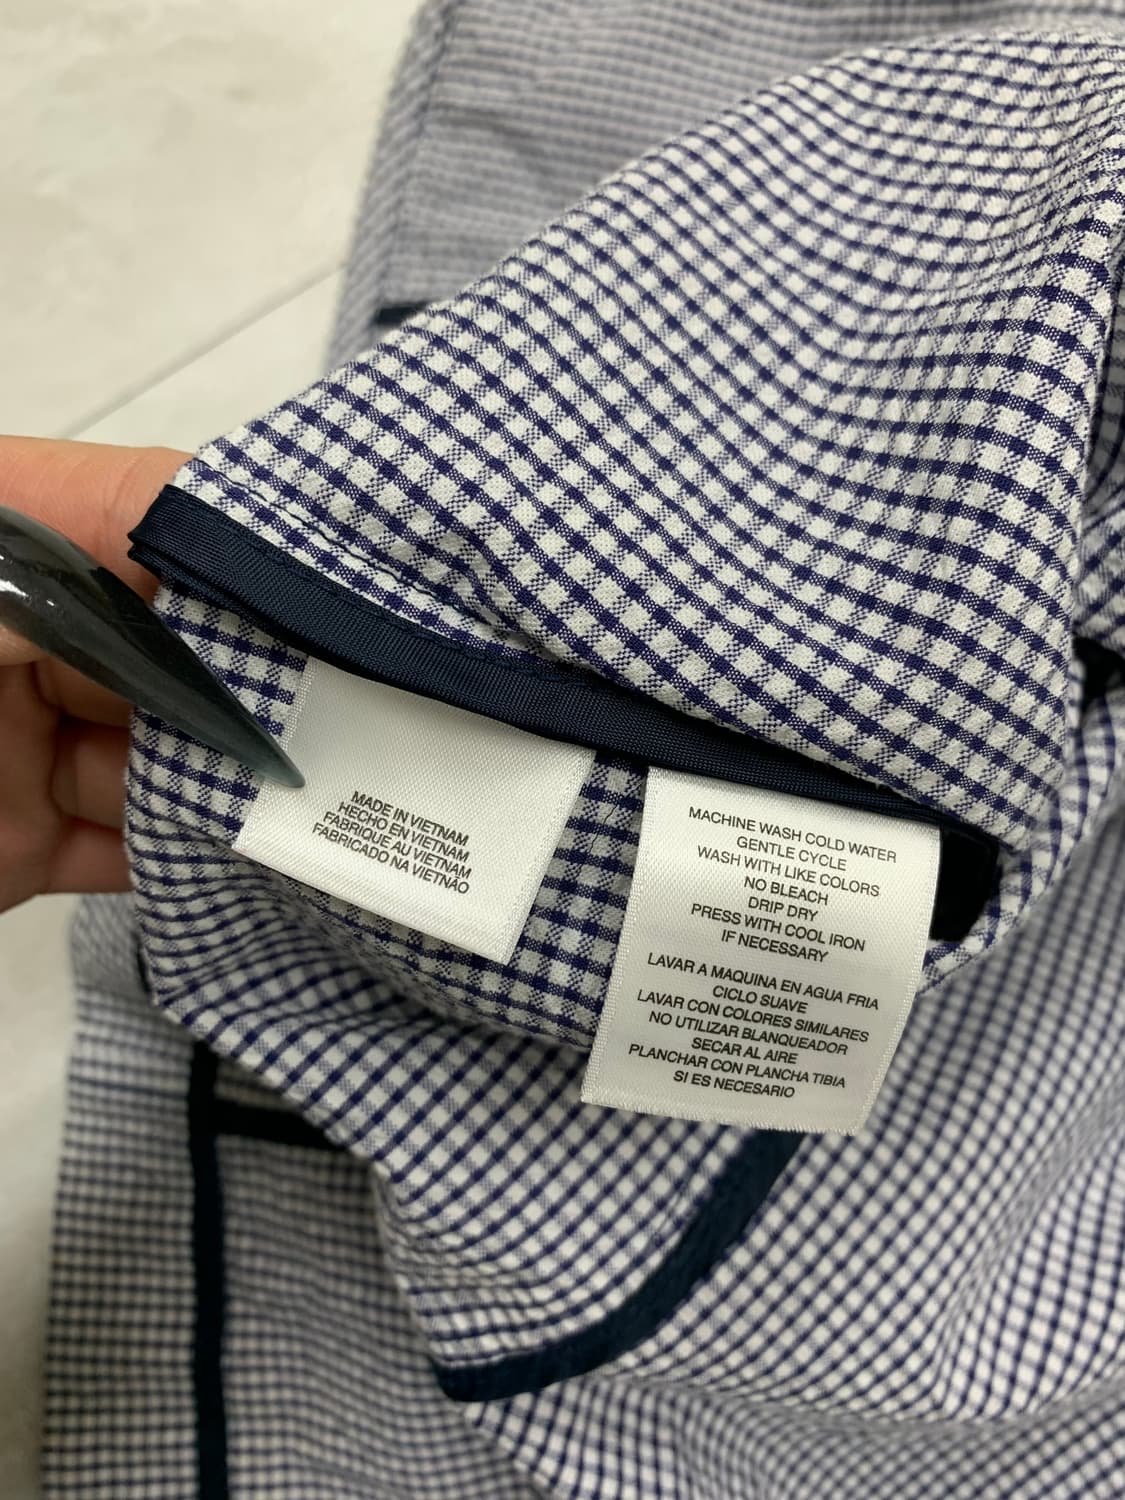 MADE IN VIETNAM
HECHO EN VIETNAM
FABRIQUE AU VIETNAM
FABRICADO NA VIETNÃO
MACHINE WASH COLD WATER
GENTLE CYCLE
WASH WITH LIKE COLORS
NO BLEACH
DRIP DRY
PRESS WITH COOL IRON
IF NECESSARY
LAVAR A MAQUINA EN AGUA FRIA
CICLO SUAVE
LAVAR CON COLORES SIMILARES
NO UTILIZAR BLANQUEADOR
SECAR AL AIRE
PLANCHAR CON PLANCHA TIBIA
SI ES NECESARIO